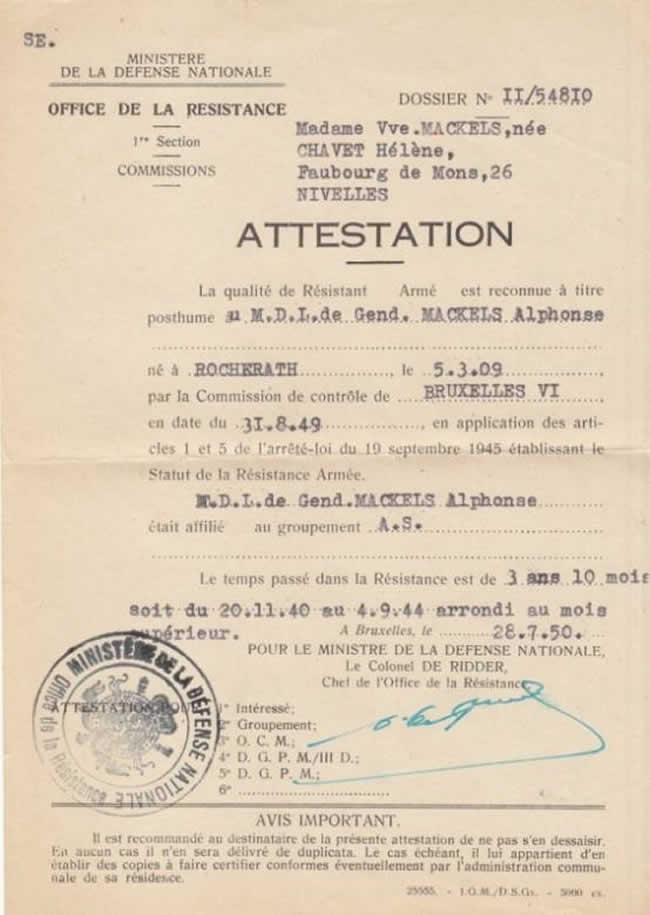 SE.
MINISTERE
DE LA DEFENSE NATIONALE
OFFICE DE LA RESISTANCE
1re Section
COMMISSIONS
DOSSIER No II/54810
Madame Vve.MACKELS,née
CHAVET Hélène,
Faubourg de Mons,26
NIVELLES
ATTESTATION
La qualité de Résistant Armé est reconnue à titre
posthume u M.D.L.de Gend. MACKELS Alphonse
né à ROCHERATH, le 5.3.09,
par la Commission de contrôle de BRUXELLES VI
en date du 31.8.49, en application des arti-
cles 1 et 5 de l'arrêté-loi du 19 septembre 1945 établissant le
Statut de la Résistance Armée.
M.D.L.de Gend.MACKELS Alphonse
était affilié au groupement A.S.
Le temps passé dans la Résistance est de 3 ans 10 mois
soit du 20.11.40 au 4.9.44 arrondi au mois
supérieur. A Bruxelles, le 28.7.50.
POUR LE MINISTRE DE LA DEFENSE NATIONALE,
Le Colonel DE RIDDER,
Chef de l'Office de la Résistance
MINISTÈRE DE LA DÉFENSE NATIONALE
Office de la Résistance
ATTESTATION POUR 1° Intéressé;
2° Groupement;
3° O. C. M.;
4° D. G. P. M./III D.;
5° D. G. P. M.;
6°
AVIS IMPORTANT.
Il est recommandé au destinataire de la présente attestation de ne pas s'en dessaisir.
En aucun cas il n'en sera délivré de duplicata. Le cas échéant, il lui appartient d'en
établir des copies à faire certifier conformes éventuellement par l'administration commu-
nale de sa résidence.
25555. - I.G.M./D.S.Gs. - 5000 ex.